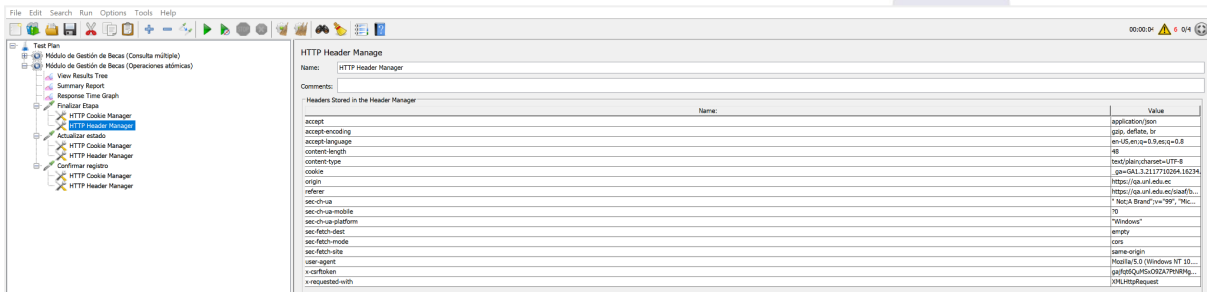 File Edit Search Run Options Tools Help
00:00:04 6 0/4
Test Plan
Módulo de Gestión de Becas (Consulta múltiple)
Módulo de Gestión de Becas (Operaciones atómicas)
View Results Tree
Summary Report
Response Time Graph
Finalizar Etapa
HTTP Cookie Manager
HTTP Header Manager
Actualizar estado
HTTP Cookie Manager
HTTP Header Manager
Confirmar registro
HTTP Cookie Manager
HTTP Header Manager
HTTP Header Manage
Name: HTTP Header Manager
Comments:
Headers Stored in the Header Manager
Name: Value
accept application/json
accept-encoding gzip, deflate, br
accept-language en-US,en;q=0.9,es;q=0.8
content-length 48
content-type text/plain;charset=UTF-8
cookie _ga=GA1.3.2117710264.16234.
origin https://qa.unl.edu.ec
referer https://qa.unl.edu.ec/siaaf/b...
sec-ch-ua " Not;A Brand";v="99", "Mic...
sec-ch-ua-mobile ?0
sec-ch-ua-platform "Windows"
sec-fetch-dest empty
sec-fetch-mode cors
sec-fetch-site same-origin
user-agent Mozilla/5.0 (Windows NT 10....
x-csrftoken
x-requested-with XMLHttpRequest